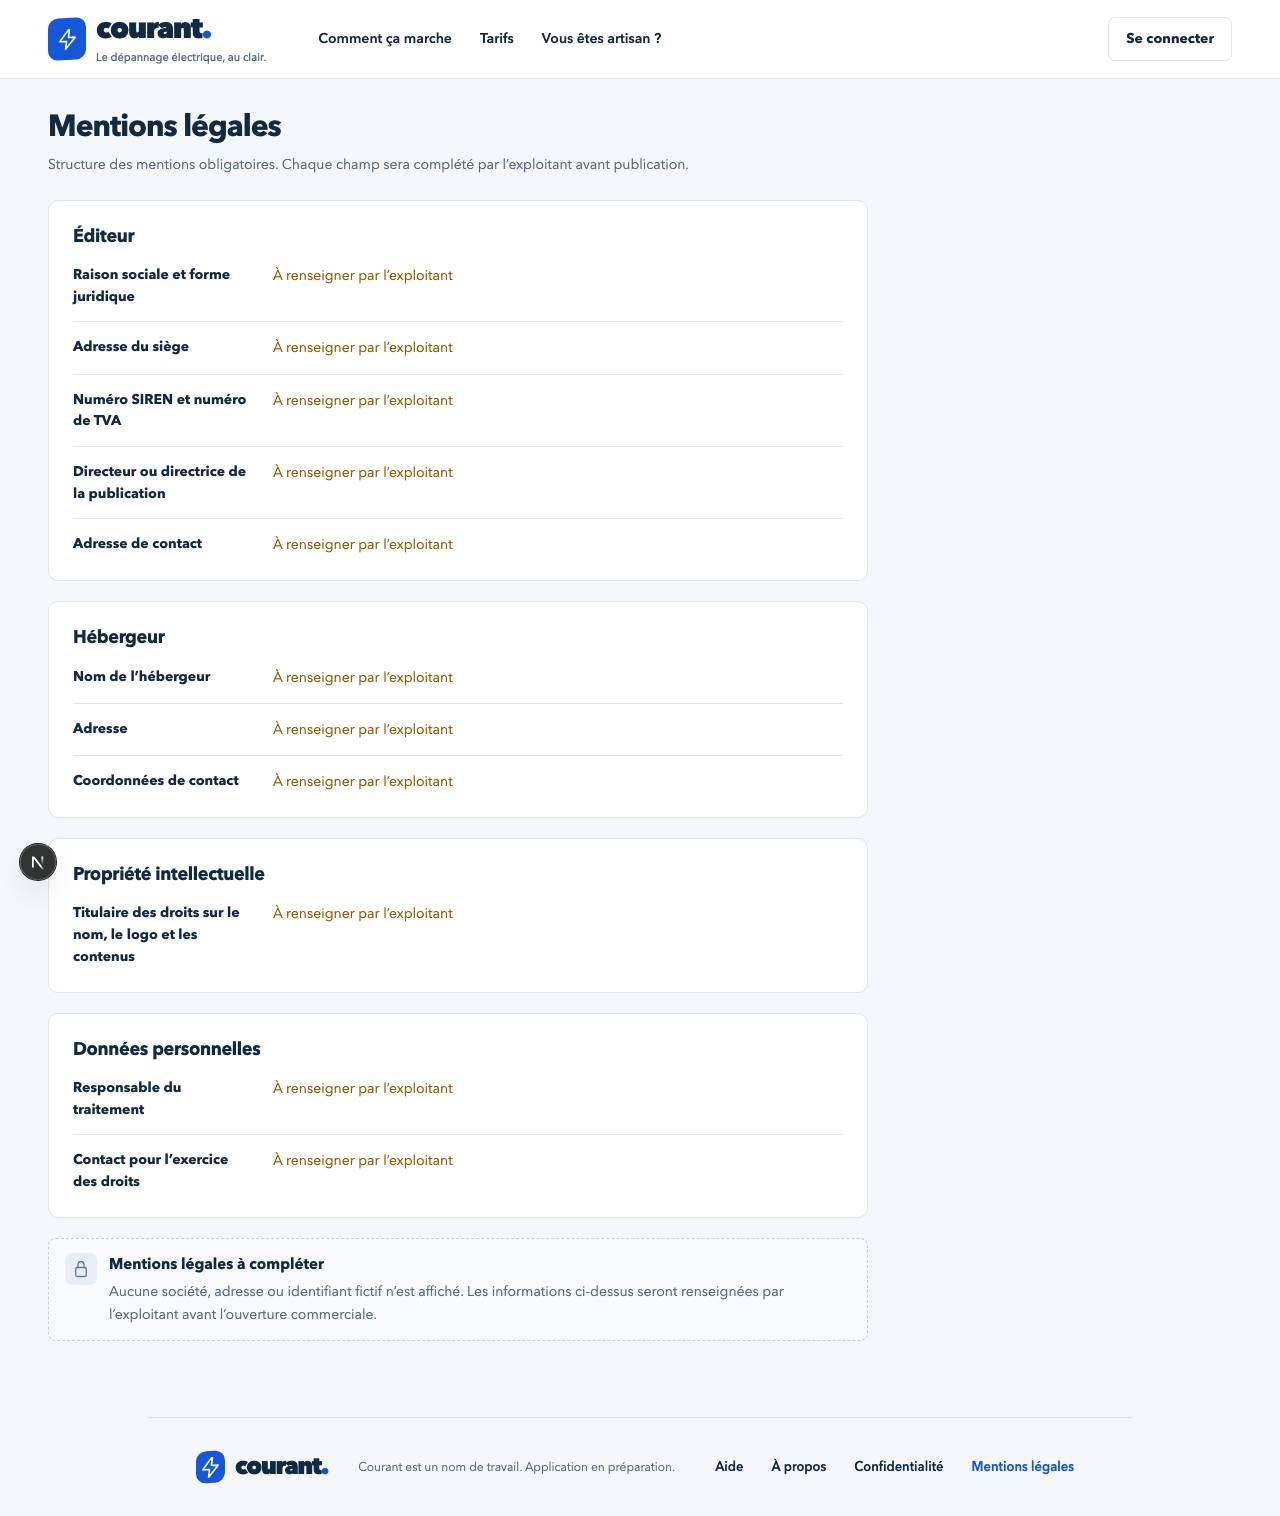 courant.
Le dépannage électrique, au clair.
Comment ça marche
Tarifs
Vous êtes artisan ?
Se connecter
Mentions légales
Structure des mentions obligatoires. Chaque champ sera complété par l’exploitant avant publication.
Éditeur
Raison sociale et forme
juridique
À renseigner par l’exploitant
Adresse du siège
À renseigner par l’exploitant
Numéro SIREN et numéro
de TVA
À renseigner par l’exploitant
Directeur ou directrice de
la publication
À renseigner par l’exploitant
Adresse de contact
À renseigner par l’exploitant
Hébergeur
Nom de l’hébergeur
À renseigner par l’exploitant
Adresse
À renseigner par l’exploitant
Coordonnées de contact
À renseigner par l’exploitant
N
Propriété intellectuelle
Titulaire des droits sur le
nom, le logo et les
contenus
À renseigner par l’exploitant
Données personnelles
Responsable du
traitement
À renseigner par l’exploitant
Contact pour l’exercice
des droits
À renseigner par l’exploitant
Mentions légales à compléter
Aucune société, adresse ou identifiant fictif n’est affiché. Les informations ci-dessus seront renseignées par
l’exploitant avant l’ouverture commerciale.
courant.
Courant est un nom de travail. Application en préparation.
Aide
À propos
Confidentialité
Mentions légales